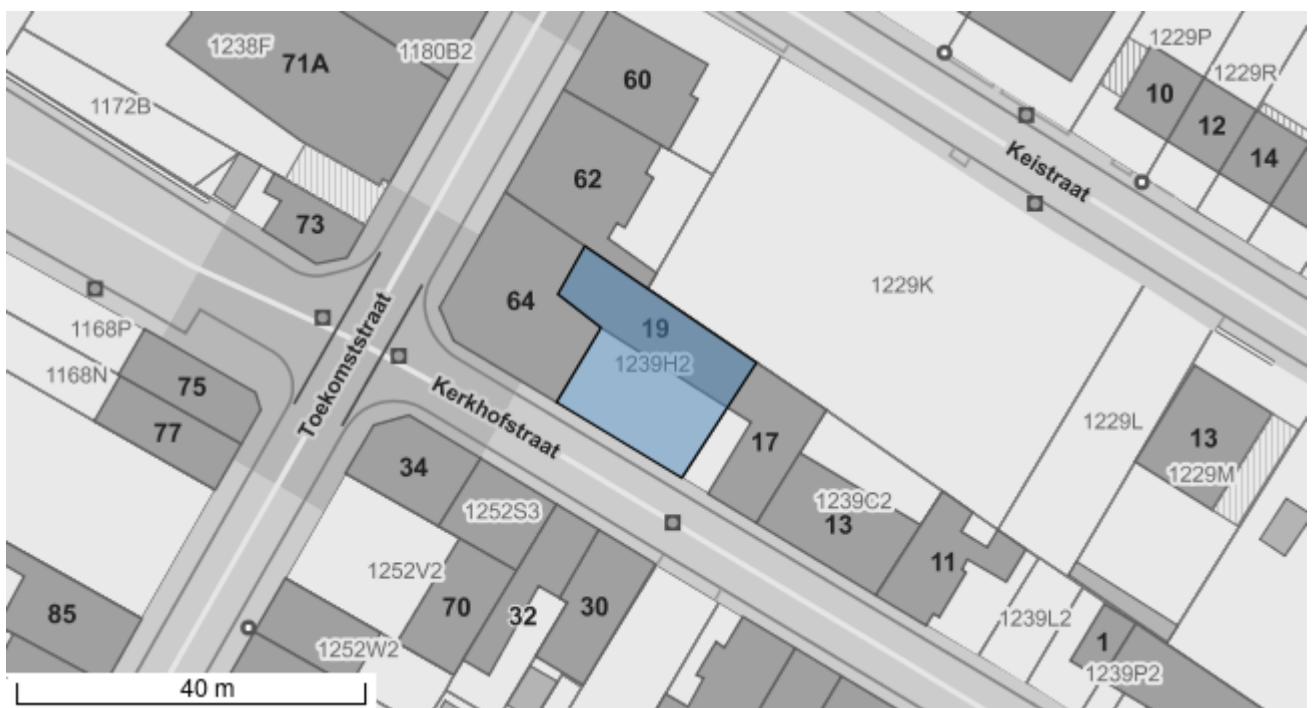 1238F
71A
1180B2
60
1229P
1229R
10
12
14
1172B
62
Keistraat
73
1229K
64
19
1239H2
1168P
1168N
75
77
Toekomststraat
Kerkhofstraat
34
1252S3
17
1239C2
13
1229L
13
1229M
11
1252V2
70
32
30
85
1252W2
1239L2
1
1239P2
40 m